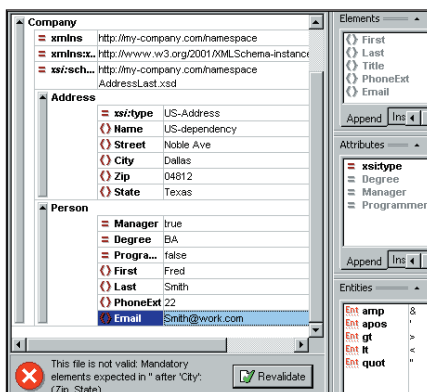 Company
= xmlns http://my-company.com/namespace
= xmlns:x.. http://www.w3.org/2001/XMLSchema-instance
= xsi:sch... http://my-company.com/namespace
AddressLast.xsd
Address
= xsi:type US-Address
() Name US-dependency
() Street Noble Ave
() City Dallas
() Zip 04812
() State Texas
Person
= Manager true
= Degree BA
= Progra... false
() First Fred
() Last Smith
() PhoneExt 22
() Email Smith@work.com
This file is not valid: Mandatory
elements expected in '' after 'City':
(Zip, State)
Revalidate
Elements
() First
() Last
() Title
() PhoneExt
() Email
Append Ins
Attributes
= xsi:type
= Degree
= Manager
= Programmer
Append Ins
Entities
Ent amp &
Ent apos '
Ent gt >
Ent lt <
Ent quot "